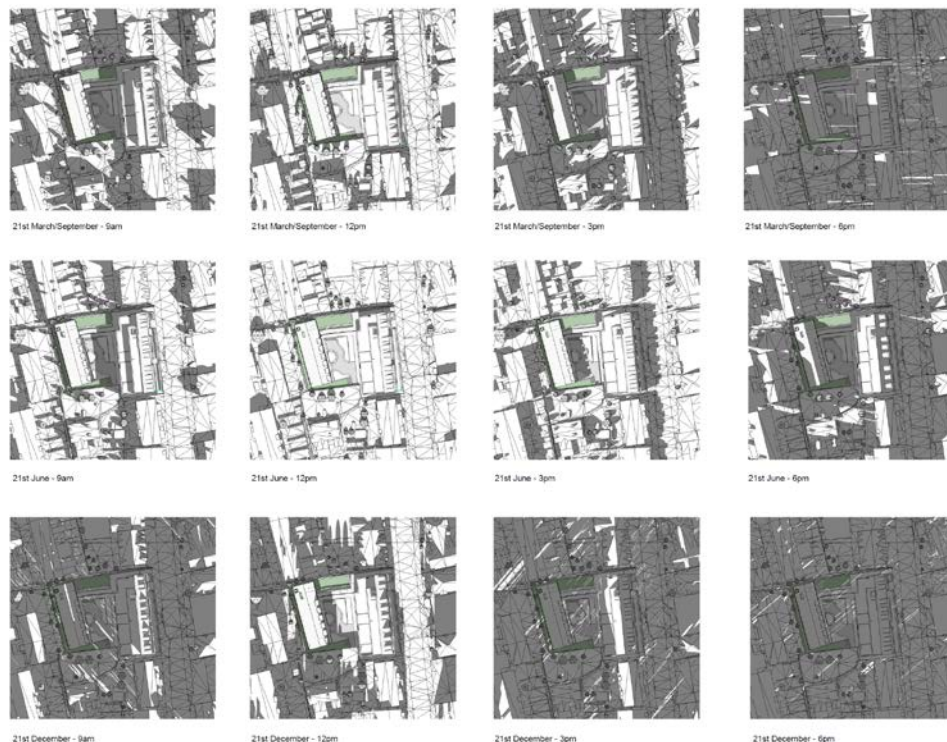 21st March/September - 9am
21st March/September - 12pm
21st March/September - 3pm
21st March/September - 6pm
21st June - 9am
21st June - 12pm
21st June - 3pm
21st June - 6pm
21st December - 9am
21st December - 12pm
21st December - 3pm
21st December - 6pm